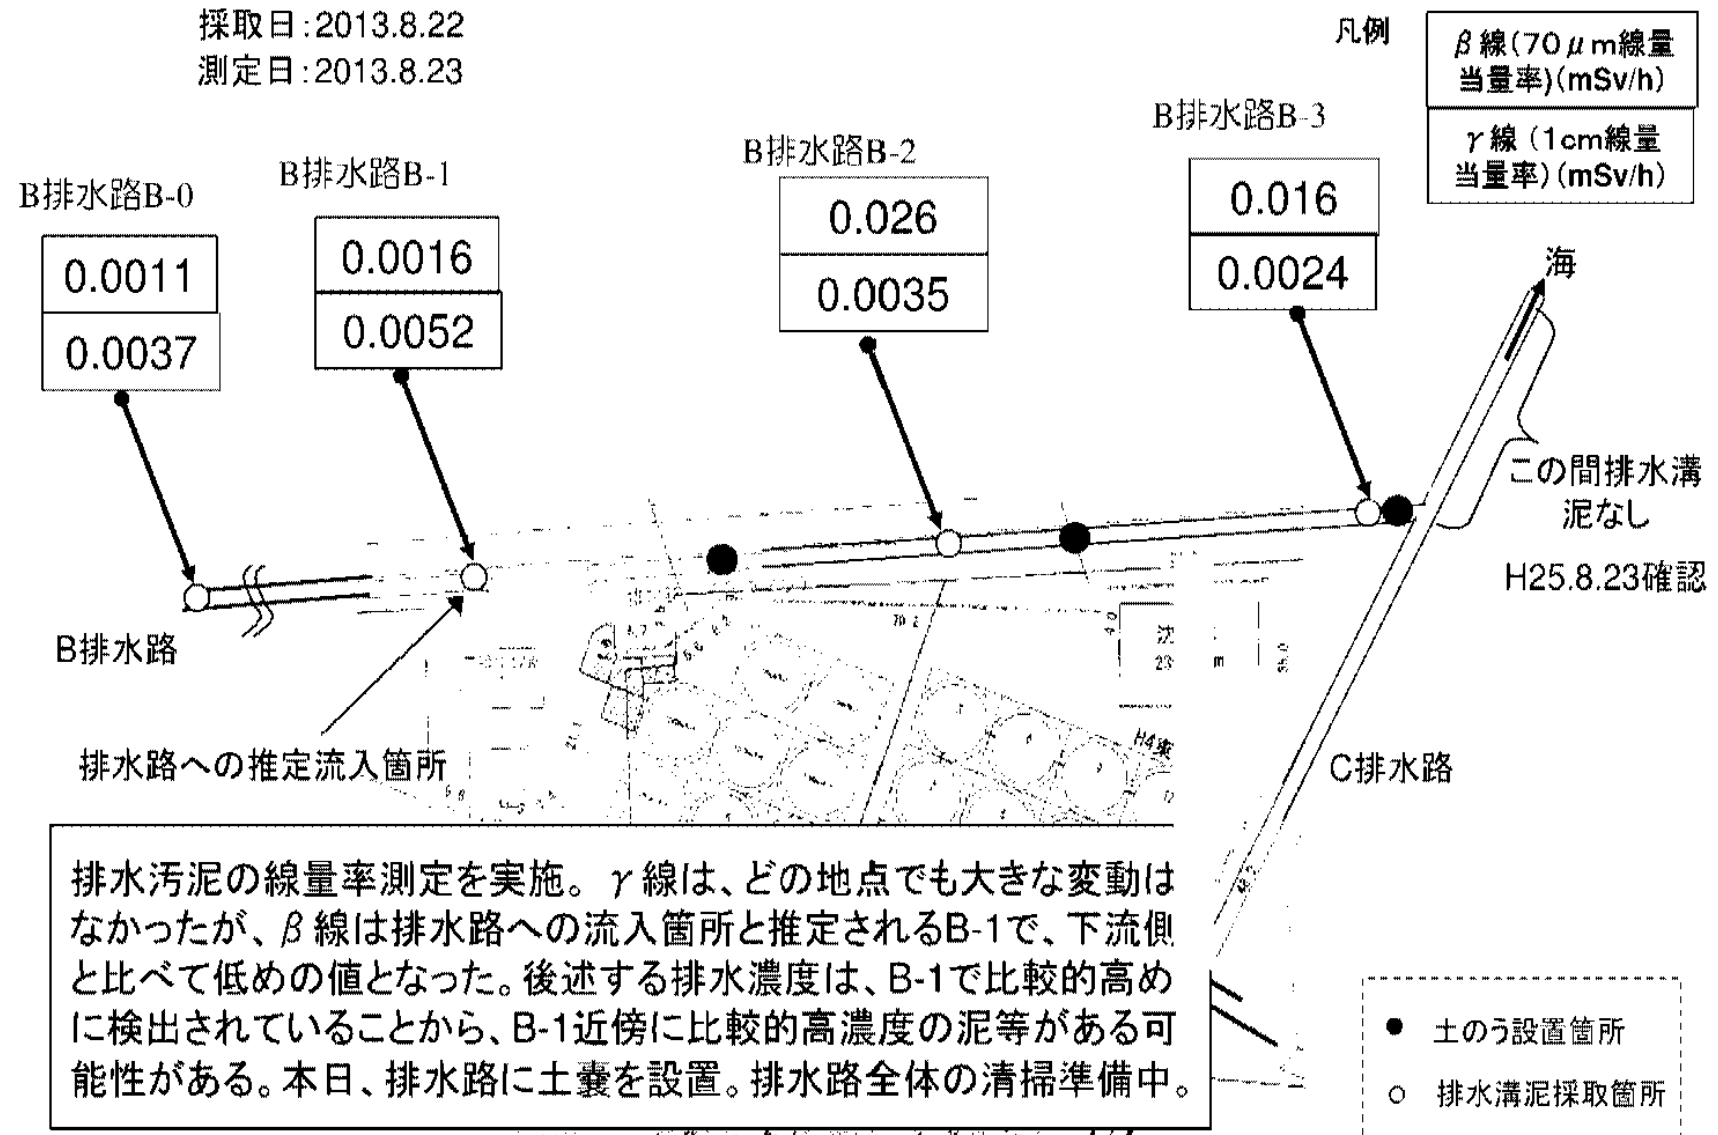 採取日:2013.8.22
測定日:2013.8.23
凡例
β線(70μm線量
当量率)(mSv/h)
γ線(1cm線量
当量率)(mSv/h)
B排水路B-0
0.0011
0.0037
B排水路B-1
0.0016
0.0052
B排水路B-2
0.026
0.0035
B排水路B-3
0.016
0.0024
海
この間排水溝
泥なし
H25.8.23確認
B排水路
排水路への推定流入箇所
C排水路
排水汚泥の線量率測定を実施。γ線は、どの地点でも大きな変動は
なかったが、β線は排水路への流入箇所と推定されるB-1で、下流側
と比べて低めの値となった。後述する排水濃度は、B-1で比較的高め
に検出されていることから、B-1近傍に比較的高濃度の泥等がある可
能性がある。本日、排水路に土嚢を設置。排水路全体の清掃準備中。
● 土のう設置箇所
○ 排水溝泥採取箇所